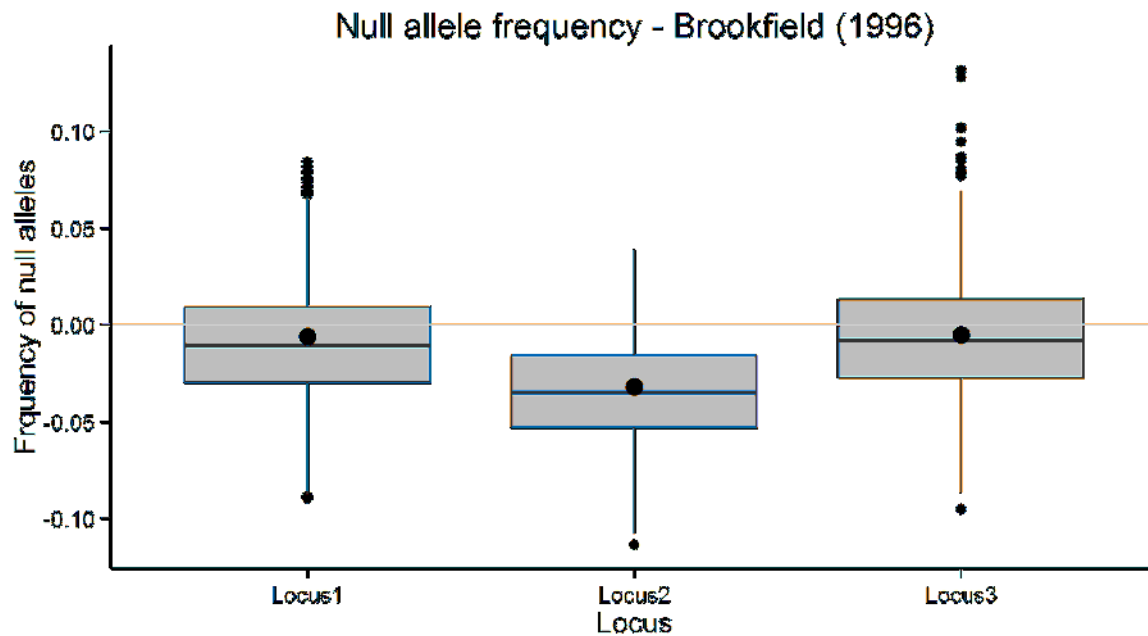 Null allele frequency - Brookfield (1996)
Frquency of null alleles
0.10
0.05
0.00
-0.05
-0.10
Locus1 Locus2 Locus3
Locus